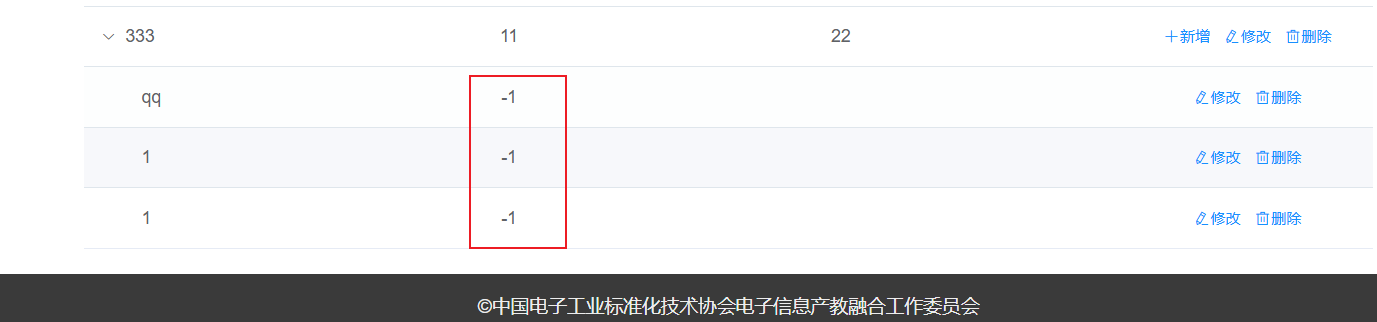 333 11 22 新增 修改 删除
qq -1 修改 删除
1 -1 修改 删除
1 -1 修改 删除
©中国电子工业标准化技术协会电子信息产教融合工作委员会